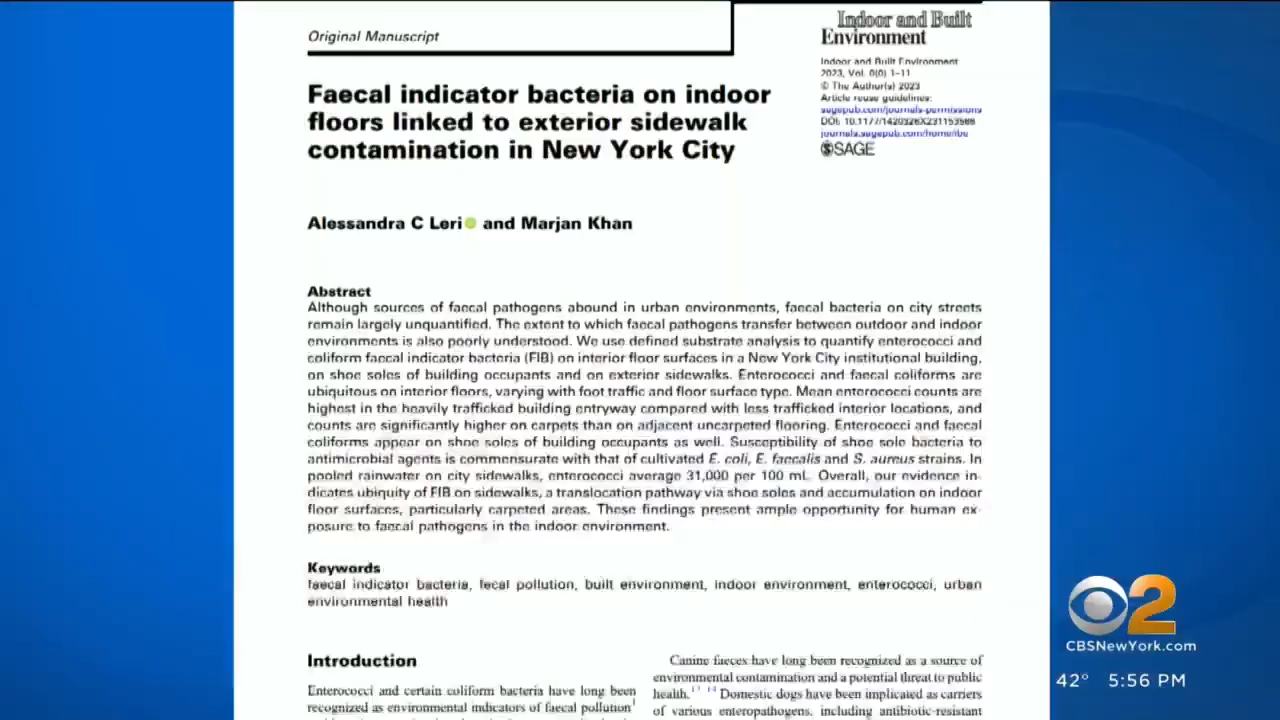 Original Manuscript
Indoor and Built
Environment
Indoor and Built Environment
2023, Vol. 0(0) 1–11
© The Author(s) 2023
Article reuse guidelines:
sagepub.com/journals-permissions
DOI: 10.1177/1420326X231153566
journals.sagepub.com/home/ibe
SAGE
Faecal indicator bacteria on indoor
floors linked to exterior sidewalk
contamination in New York City
Alessandra C Leri and Marjan Khan
Abstract
Although sources of faecal pathogens abound in urban environments, faecal bacteria on city streets
remain largely unquantified. The extent to which faecal pathogens transfer between outdoor and indoor
environments is also poorly understood. We use defined substrate analysis to quantify enterococci and
coliform faecal indicator bacteria (FIB) on interior floor surfaces in a New York City institutional building,
on shoe soles of building occupants and on exterior sidewalks. Enterococci and faecal coliforms are
ubiquitous on interior floors, varying with foot traffic and floor surface type. Mean enterococci counts are
highest in the heavily trafficked building entryway compared with less trafficked interior locations, and
counts are significantly higher on carpets than on adjacent uncarpeted flooring. Enterococci and faecal
coliforms appear on shoe soles of building occupants as well. Susceptibility of shoe sole bacteria to
antimicrobial agents is commensurate with that of cultivated E. coli, E. faecalis and S. aureus strains. In
pooled rainwater on city sidewalks, enterococci average 31,000 per 100 mL. Overall, our evidence in-
dicates ubiquity of FIB on sidewalks, a translocation pathway via shoe soles and accumulation on indoor
floor surfaces, particularly carpeted areas. These findings present ample opportunity for human ex-
posure to faecal pathogens in the indoor environment.
Keywords
faecal indicator bacteria, fecal pollution, built environment, indoor environment, enterococci, urban
environmental health
Introduction
Enterococci and certain coliform bacteria have long been
recognized as environmental indicators of faecal pollution1
Canine faeces have long been recognized as a source of
environmental contamination and a potential threat to public
health. Domestic dogs have been implicated as carriers
of various enteropathogens, including antibiotic-resistant
2
CBSNewYork.com
42° 5:56 PM